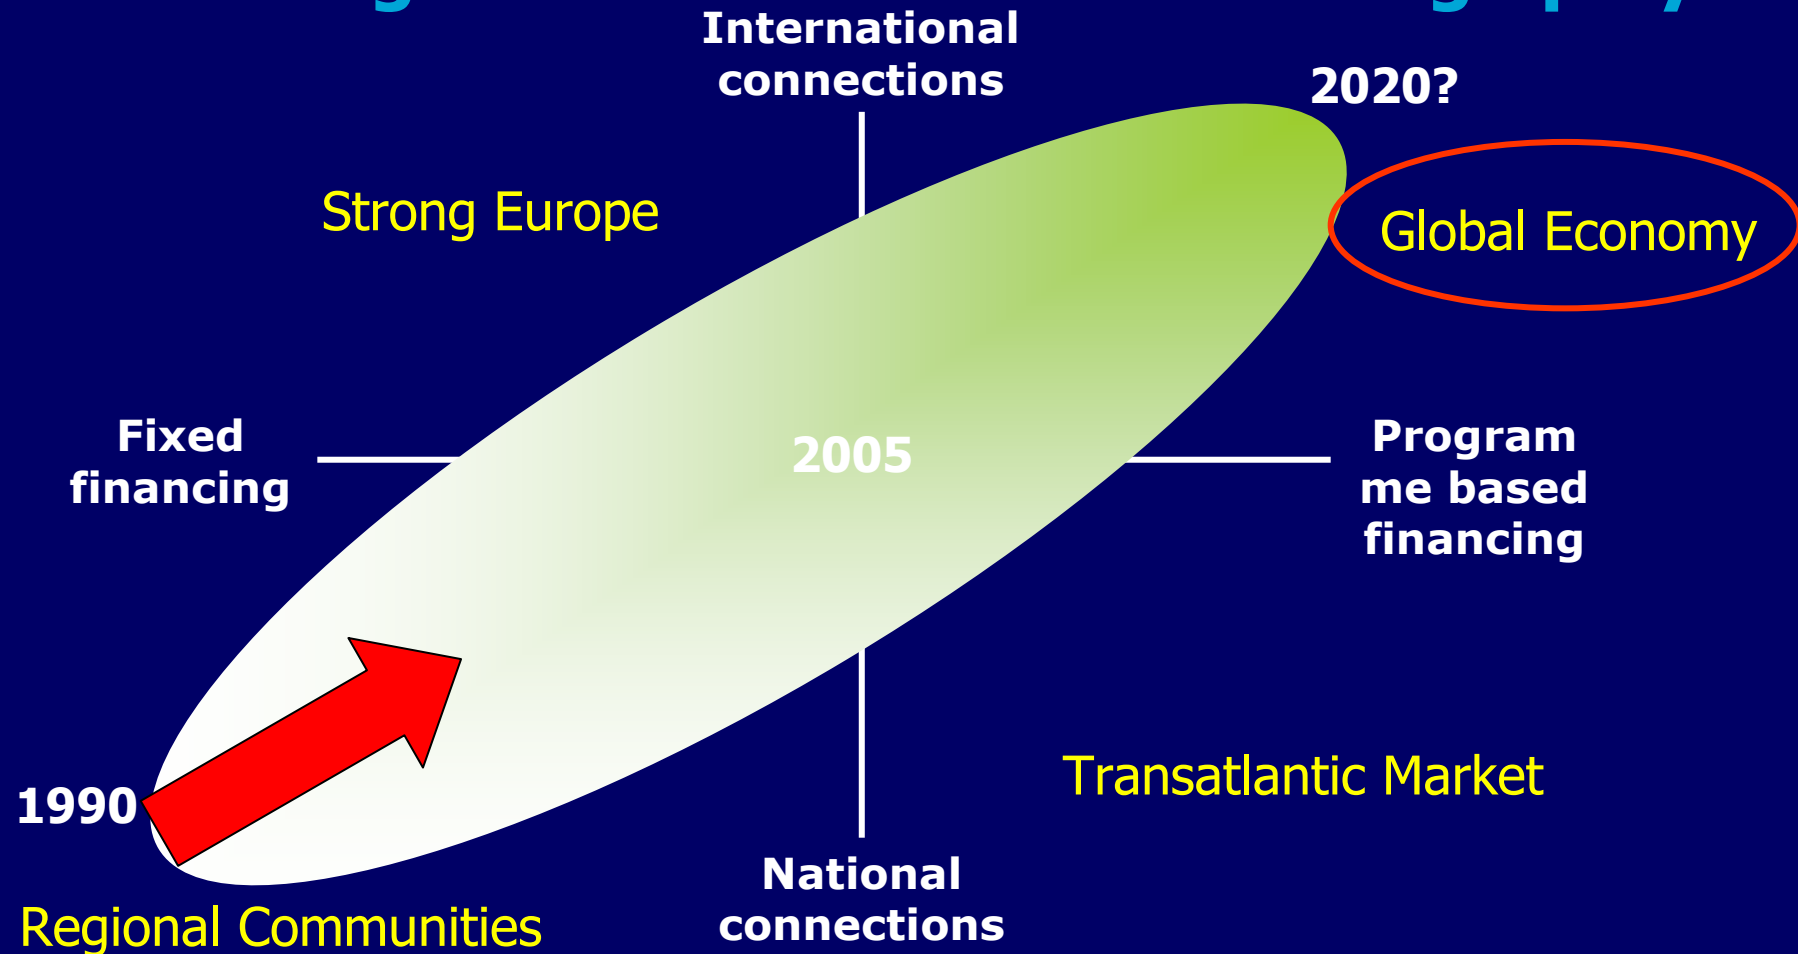 International
connections
2020?
Strong Europe
Global Economy
Fixed
financing
2005
Program
me based
financing
1990
Transatlantic Market
National
connections
Regional Communities